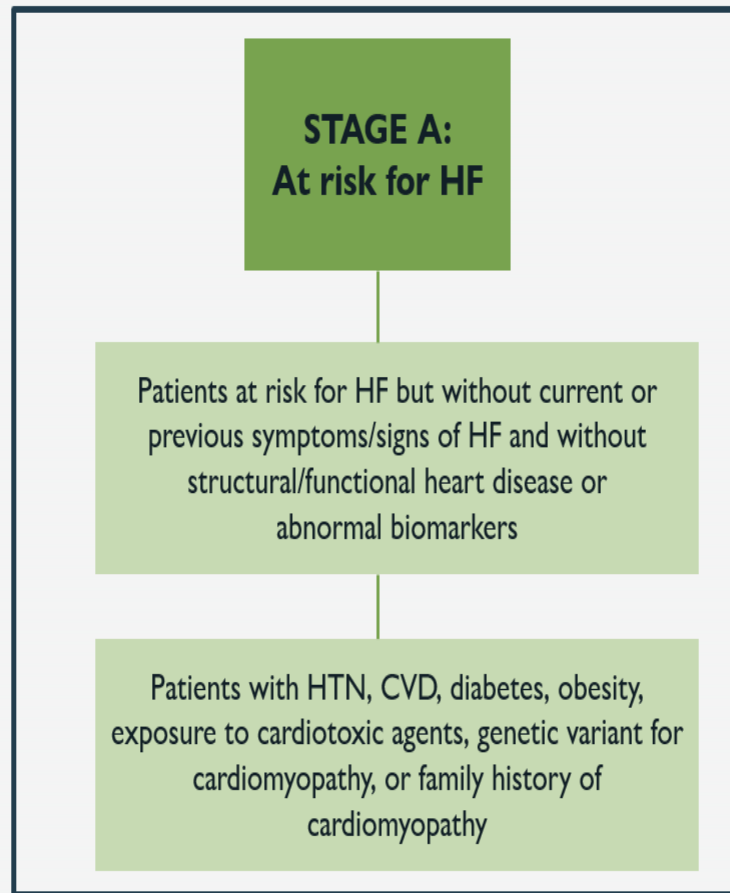 STAGE A:
At risk for HF
Patients at risk for HF but without current or
previous symptoms/signs of HF and without
structural/functional heart disease or
abnormal biomarkers
Patients with HTN, CVD, diabetes, obesity,
exposure to cardiotoxic agents, genetic variant for
cardiomyopathy, or family history of
cardiomyopathy